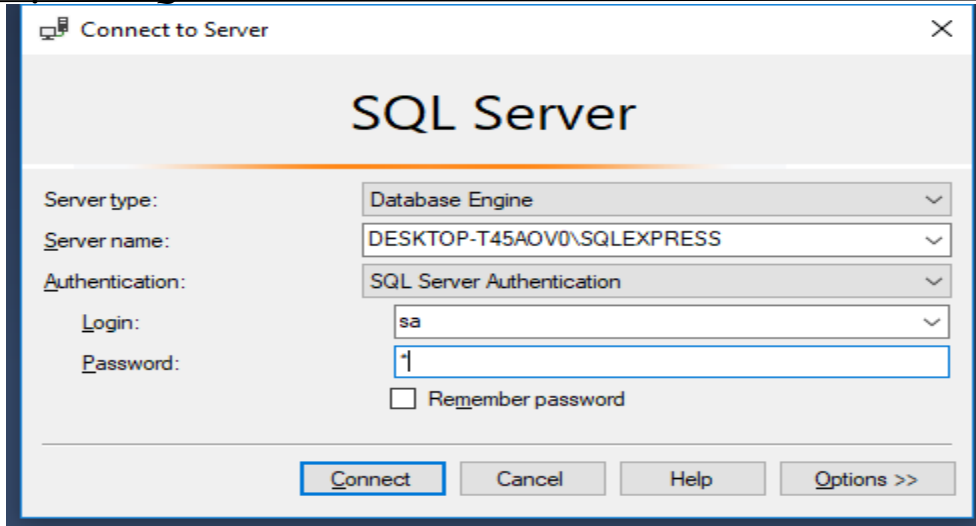 Connect to Server
SQL Server
Server type: Database Engine
Server name: DESKTOP-T45AOV0\SQLEXPRESS
Authentication: SQL Server Authentication
Login: sa
Password: *
Remember password
Connect Cancel Help Options >>